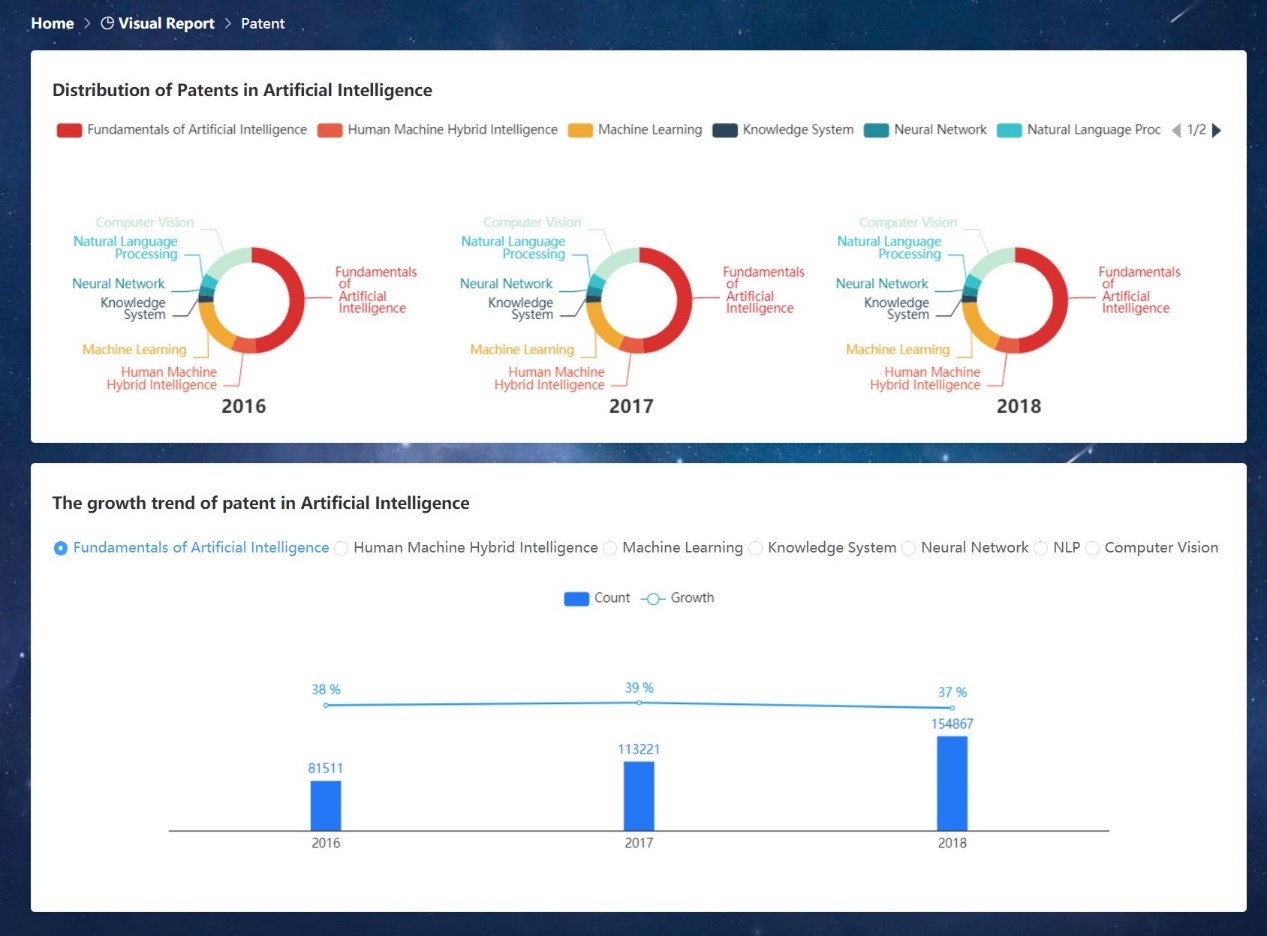 Home > Visual Report > Patent
Distribution of Patents in Artificial Intelligence
Fundamentals of Artificial Intelligence Human Machine Hybrid Intelligence Machine Learning Knowledge System Neural Network Natural Language Proc 1/2
Computer Vision
Natural Language
Processing
Neural Network
Knowledge
System
Machine Learning
Human Machine
Hybrid Intelligence
Fundamentals
of
Artificial
Intelligence
2016
Computer Vision
Natural Language
Processing
Neural Network
Knowledge
System
Machine Learning
Human Machine
Hybrid Intelligence
Fundamentals
of
Artificial
Intelligence
2017
Computer Vision
Natural Language
Processing
Neural Network
Knowledge
System
Machine Learning
Human Machine
Hybrid Intelligence
Fundamentals
of
Artificial
Intelligence
2018
The growth trend of patent in Artificial Intelligence
Fundamentals of Artificial Intelligence Human Machine Hybrid Intelligence Machine Learning Knowledge System Neural Network NLP Computer Vision
Count Growth
38 % 39 % 37 %
81511 113221 154867
2016 2017 2018